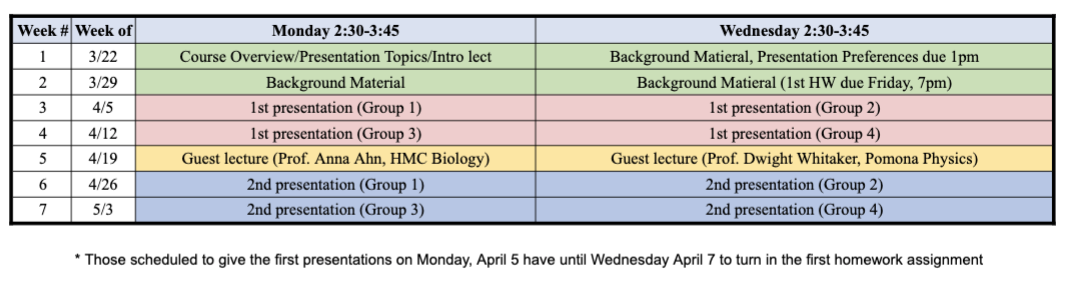 Week # Week of Monday 2:30-3:45 Wednesday 2:30-3:45
1 3/22 Course Overview/Presentation Topics/Intro lect Background Matieral, Presentation Preferences due 1pm
2 3/29 Background Material Background Matieral (1st HW due Friday, 7pm)
3 4/5 1st presentation (Group 1) 1st presentation (Group 2)
4 4/12 1st presentation (Group 3) 1st presentation (Group 4)
5 4/19 Guest lecture (Prof. Anna Ahn, HMC Biology) Guest lecture (Prof. Dwight Whitaker, Pomona Physics)
6 4/26 2nd presentation (Group 1) 2nd presentation (Group 2)
7 5/3 2nd presentation (Group 3) 2nd presentation (Group 4)
* Those scheduled to give the first presentations on Monday, April 5 have until Wednesday April 7 to turn in the first homework assignment